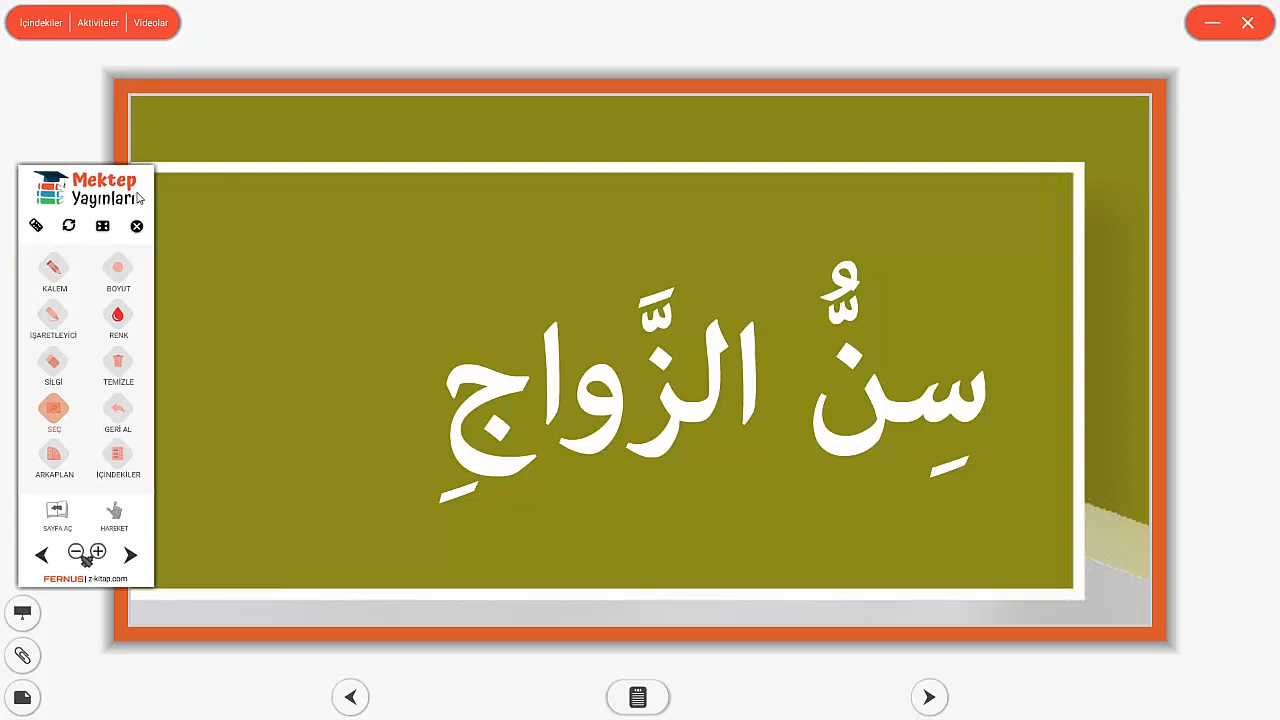 İçindekiler
Aktiviteler
Videolar
Mektep
Yayınları
KALEM
BOYUT
İŞARETLEYİCİ
RENK
SİLGİ
TEMİZLE
SEÇ
GERİ AL
ARKAPLAN
İÇİNDEKİLER
SAYFA AÇ
HAREKET
FERNUS | z-kitap.com
سِنُّ الزَّواجِ